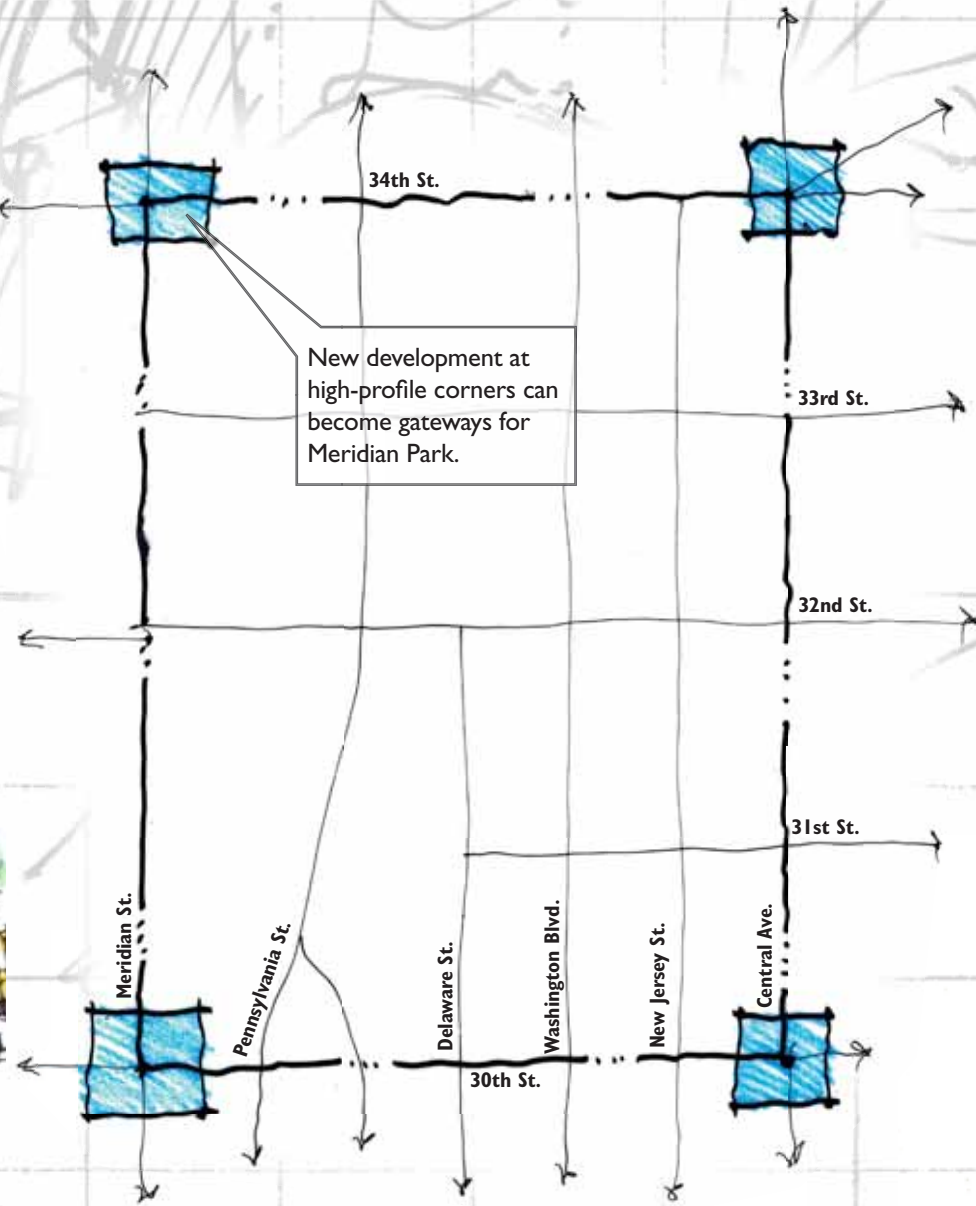 34th St.
New development at
high-profile corners can
become gateways for
Meridian Park.
33rd St.
32nd St.
31st St.
Meridian St.
Pennsylvania St.
Delaware St.
Washington Blvd.
New Jersey St.
Central Ave.
30th St.